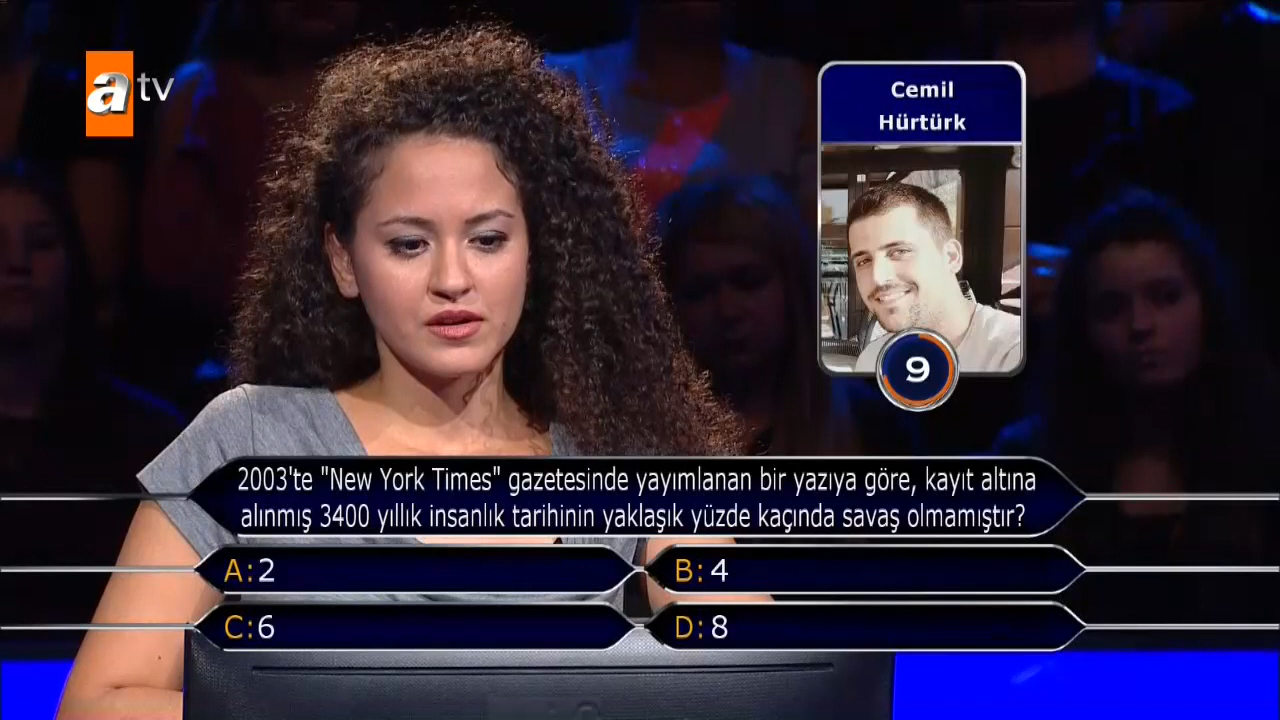 a tv
Cemil
Hürtürk
9
2003'te "New York Times" gazetesinde yayımlanan bir yazıya göre, kayıt altına
alınmış 3400 yıllık insanlık tarihinin yaklaşık yüzde kaçında savaş olmamıştır?
A: 2
B: 4
C: 6
D: 8